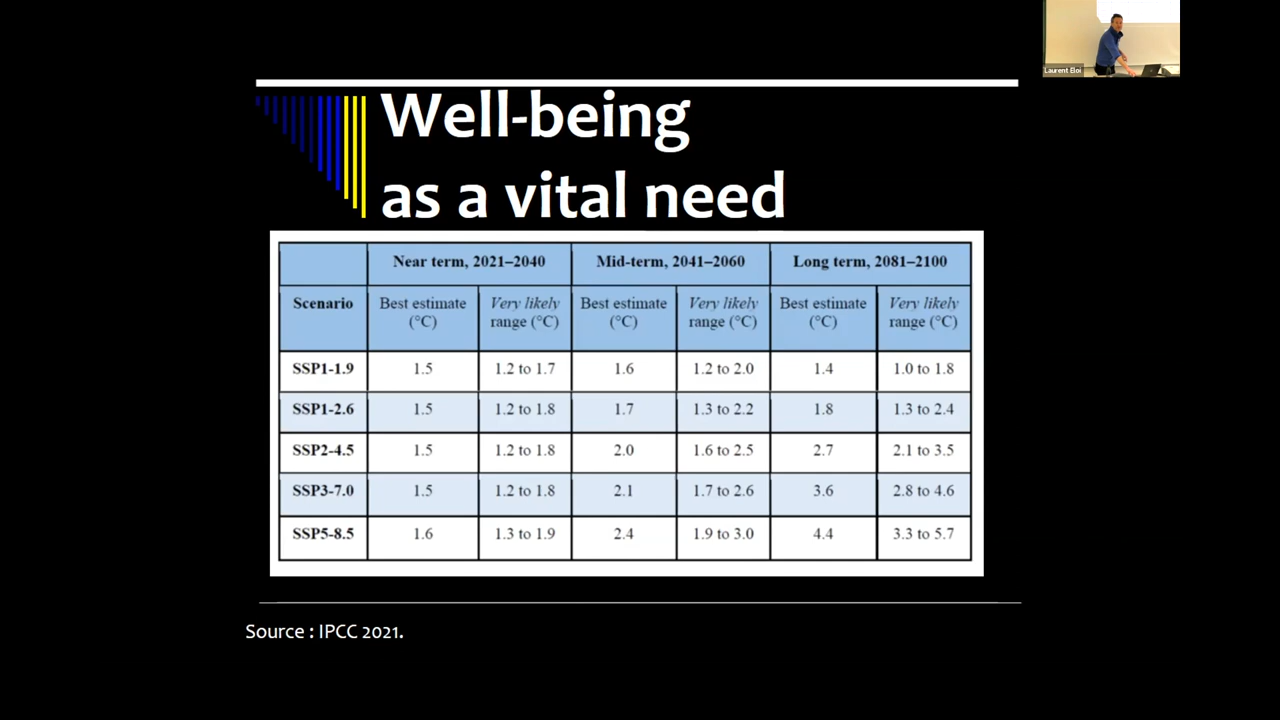 Laurent Eloi
Well-being
as a vital need
Near term, 2021–2040 Mid-term, 2041–2060 Long term, 2081–2100
Scenario Best estimate (°C) Very likely range (°C) Best estimate (°C) Very likely range (°C) Best estimate (°C) Very likely range (°C)
SSP1-1.9 1.5 1.2 to 1.7 1.6 1.2 to 2.0 1.4 1.0 to 1.8
SSP1-2.6 1.5 1.2 to 1.8 1.7 1.3 to 2.2 1.8 1.3 to 2.4
SSP2-4.5 1.5 1.2 to 1.8 2.0 1.6 to 2.5 2.7 2.1 to 3.5
SSP3-7.0 1.5 1.2 to 1.8 2.1 1.7 to 2.6 3.6 2.8 to 4.6
SSP5-8.5 1.6 1.3 to 1.9 2.4 1.9 to 3.0 4.4 3.3 to 5.7
Source : IPCC 2021.